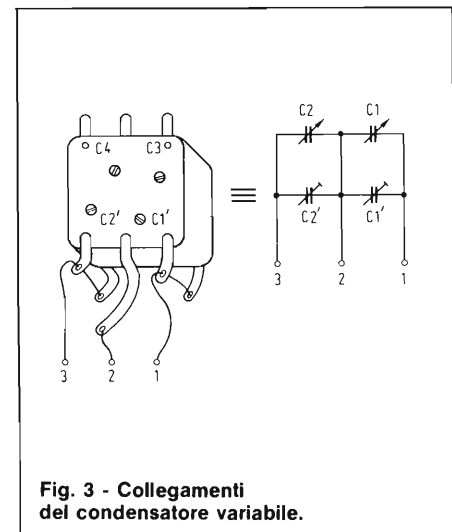 C4 C3
C2' C1'
3 2 1
≡
C2 C1
C2' C1'
3 2 1
Fig. 3 - Collegamenti
del condensatore variabile.